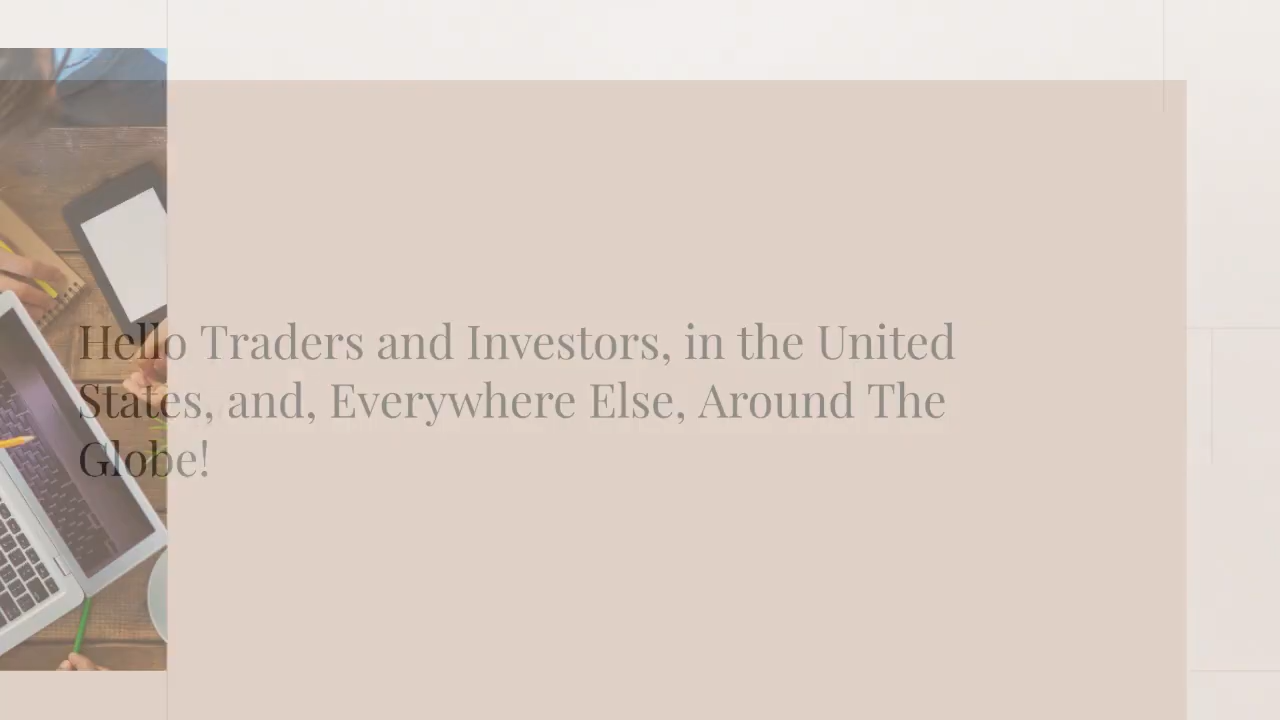 Hello Traders and Investors, in the United
States, and, Everywhere Else, Around The
Globe!